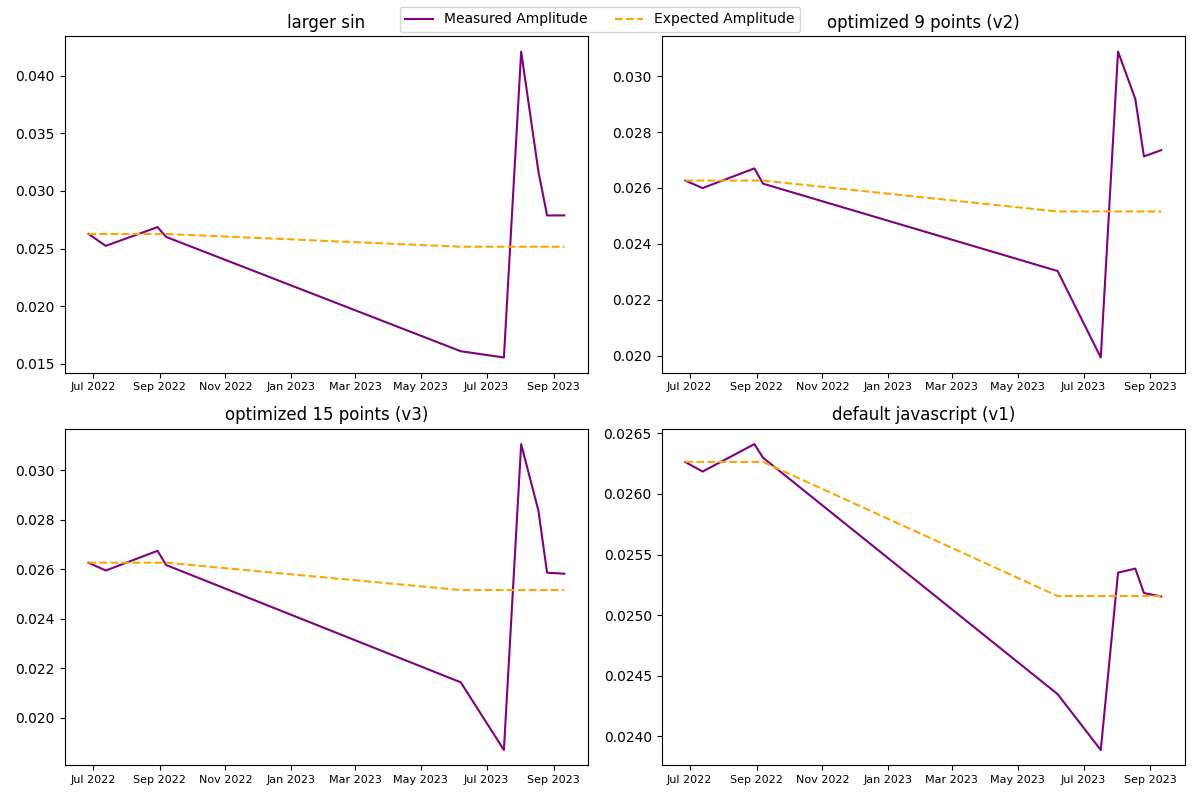 Measured Amplitude Expected Amplitude
larger sin
0.040
0.035
0.030
0.025
0.020
0.015
Jul 2022 Sep 2022 Nov 2022 Jan 2023 Mar 2023 May 2023 Jul 2023 Sep 2023
optimized 9 points (v2)
0.030
0.028
0.026
0.024
0.022
0.020
Jul 2022 Sep 2022 Nov 2022 Jan 2023 Mar 2023 May 2023 Jul 2023 Sep 2023
optimized 15 points (v3)
0.030
0.028
0.026
0.024
0.022
0.020
Jul 2022 Sep 2022 Nov 2022 Jan 2023 Mar 2023 May 2023 Jul 2023 Sep 2023
default javascript (v1)
0.0265
0.0260
0.0255
0.0250
0.0245
0.0240
Jul 2022 Sep 2022 Nov 2022 Jan 2023 Mar 2023 May 2023 Jul 2023 Sep 2023